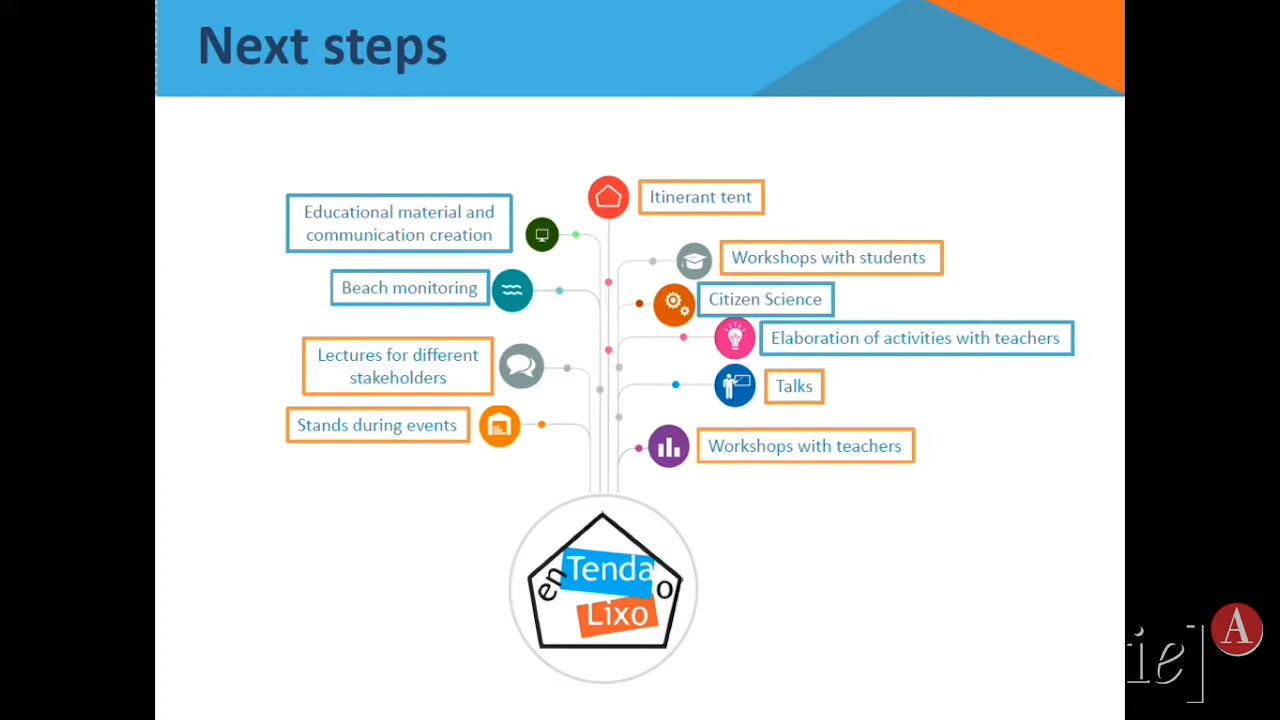 Next steps
Itinerant tent
Educational material and
communication creation
Workshops with students
Beach monitoring
Citizen Science
Elaboration of activities with teachers
Lectures for different
stakeholders
Talks
Stands during events
Workshops with teachers
en Tenda o
Lixo
ie]
A